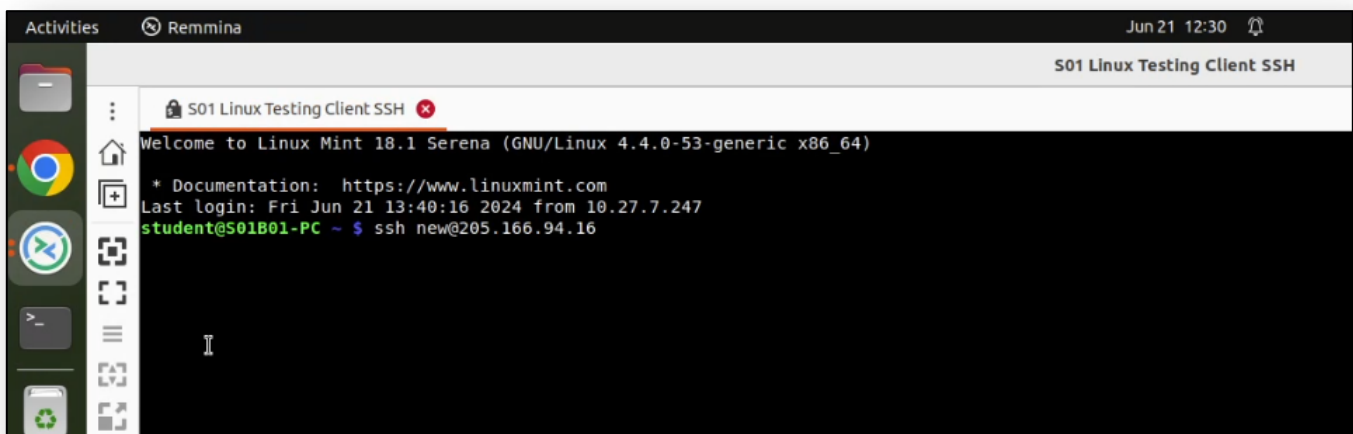 Activities Remmina Jun 21 12:30
S01 Linux Testing Client SSH
S01 Linux Testing Client SSH
Welcome to Linux Mint 18.1 Serena (GNU/Linux 4.4.0-53-generic x86_64)
* Documentation:  https://www.linuxmint.com
Last login: Fri Jun 21 13:40:16 2024 from 10.27.7.247
student@S01B01-PC ~ $ ssh new@205.166.94.16
>_